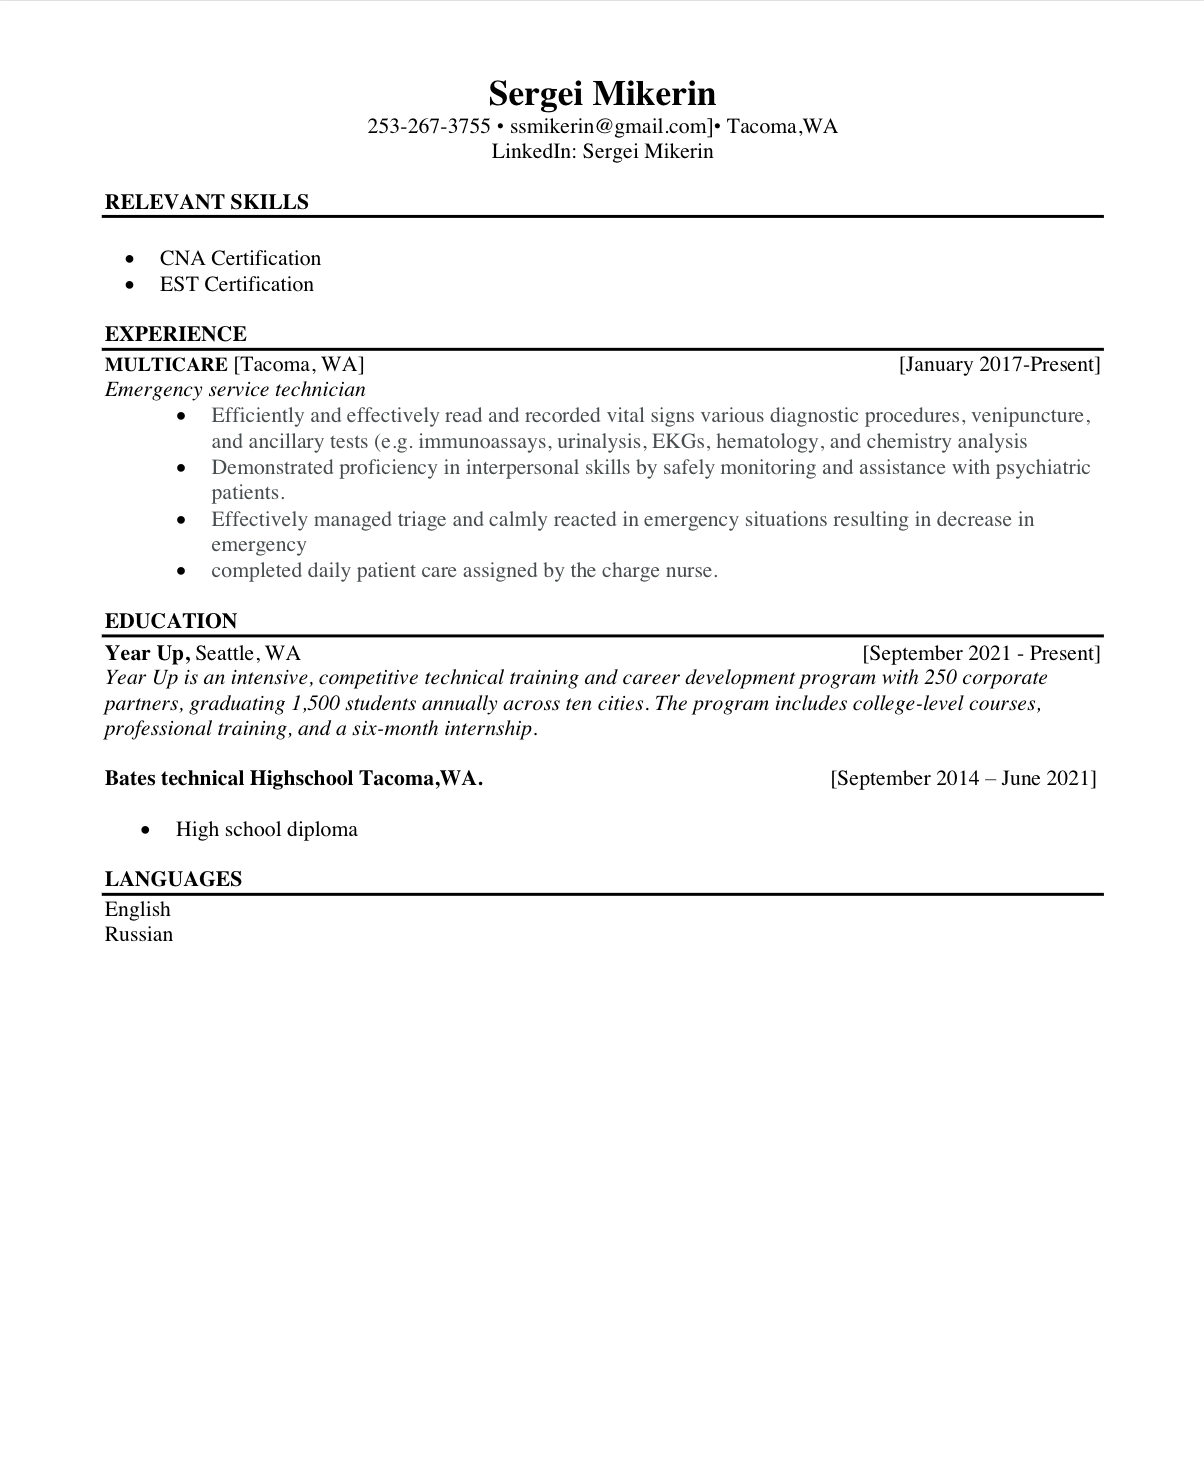 Sergei Mikerin
253-267-3755 • ssmikerin@gmail.com]• Tacoma,WA
LinkedIn: Sergei Mikerin
RELEVANT SKILLS
• CNA Certification
• EST Certification
EXPERIENCE
MULTICARE [Tacoma, WA] [January 2017-Present]
Emergency service technician
• Efficiently and effectively read and recorded vital signs various diagnostic procedures, venipuncture,
and ancillary tests (e.g. immunoassays, urinalysis, EKGs, hematology, and chemistry analysis
• Demonstrated proficiency in interpersonal skills by safely monitoring and assistance with psychiatric
patients.
• Effectively managed triage and calmly reacted in emergency situations resulting in decrease in
emergency
• completed daily patient care assigned by the charge nurse.
EDUCATION
Year Up, Seattle, WA [September 2021 - Present]
Year Up is an intensive, competitive technical training and career development program with 250 corporate
partners, graduating 1,500 students annually across ten cities. The program includes college-level courses,
professional training, and a six-month internship.
Bates technical Highschool Tacoma,WA. [September 2014 – June 2021]
• High school diploma
LANGUAGES
English
Russian